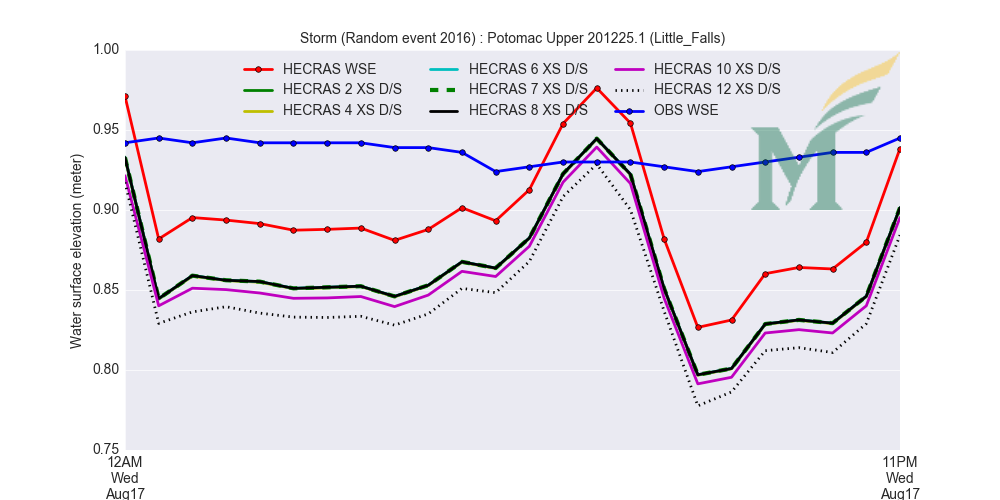 Storm (Random event 2016) : Potomac Upper 201225.1 (Little_Falls)
HECRAS WSE
HECRAS 2 XS D/S
HECRAS 4 XS D/S
HECRAS 6 XS D/S
HECRAS 7 XS D/S
HECRAS 8 XS D/S
HECRAS 10 XS D/S
HECRAS 12 XS D/S
OBS WSE
M
Water surface elevation (meter)
1.00
0.95
0.90
0.85
0.80
0.75
12AM
Wed
Aug17
11PM
Wed
Aug17